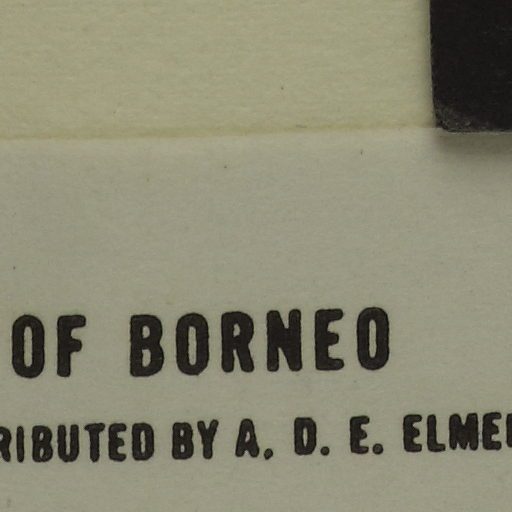 OF BORNEO
RIBUTED BY A. D. E. ELME